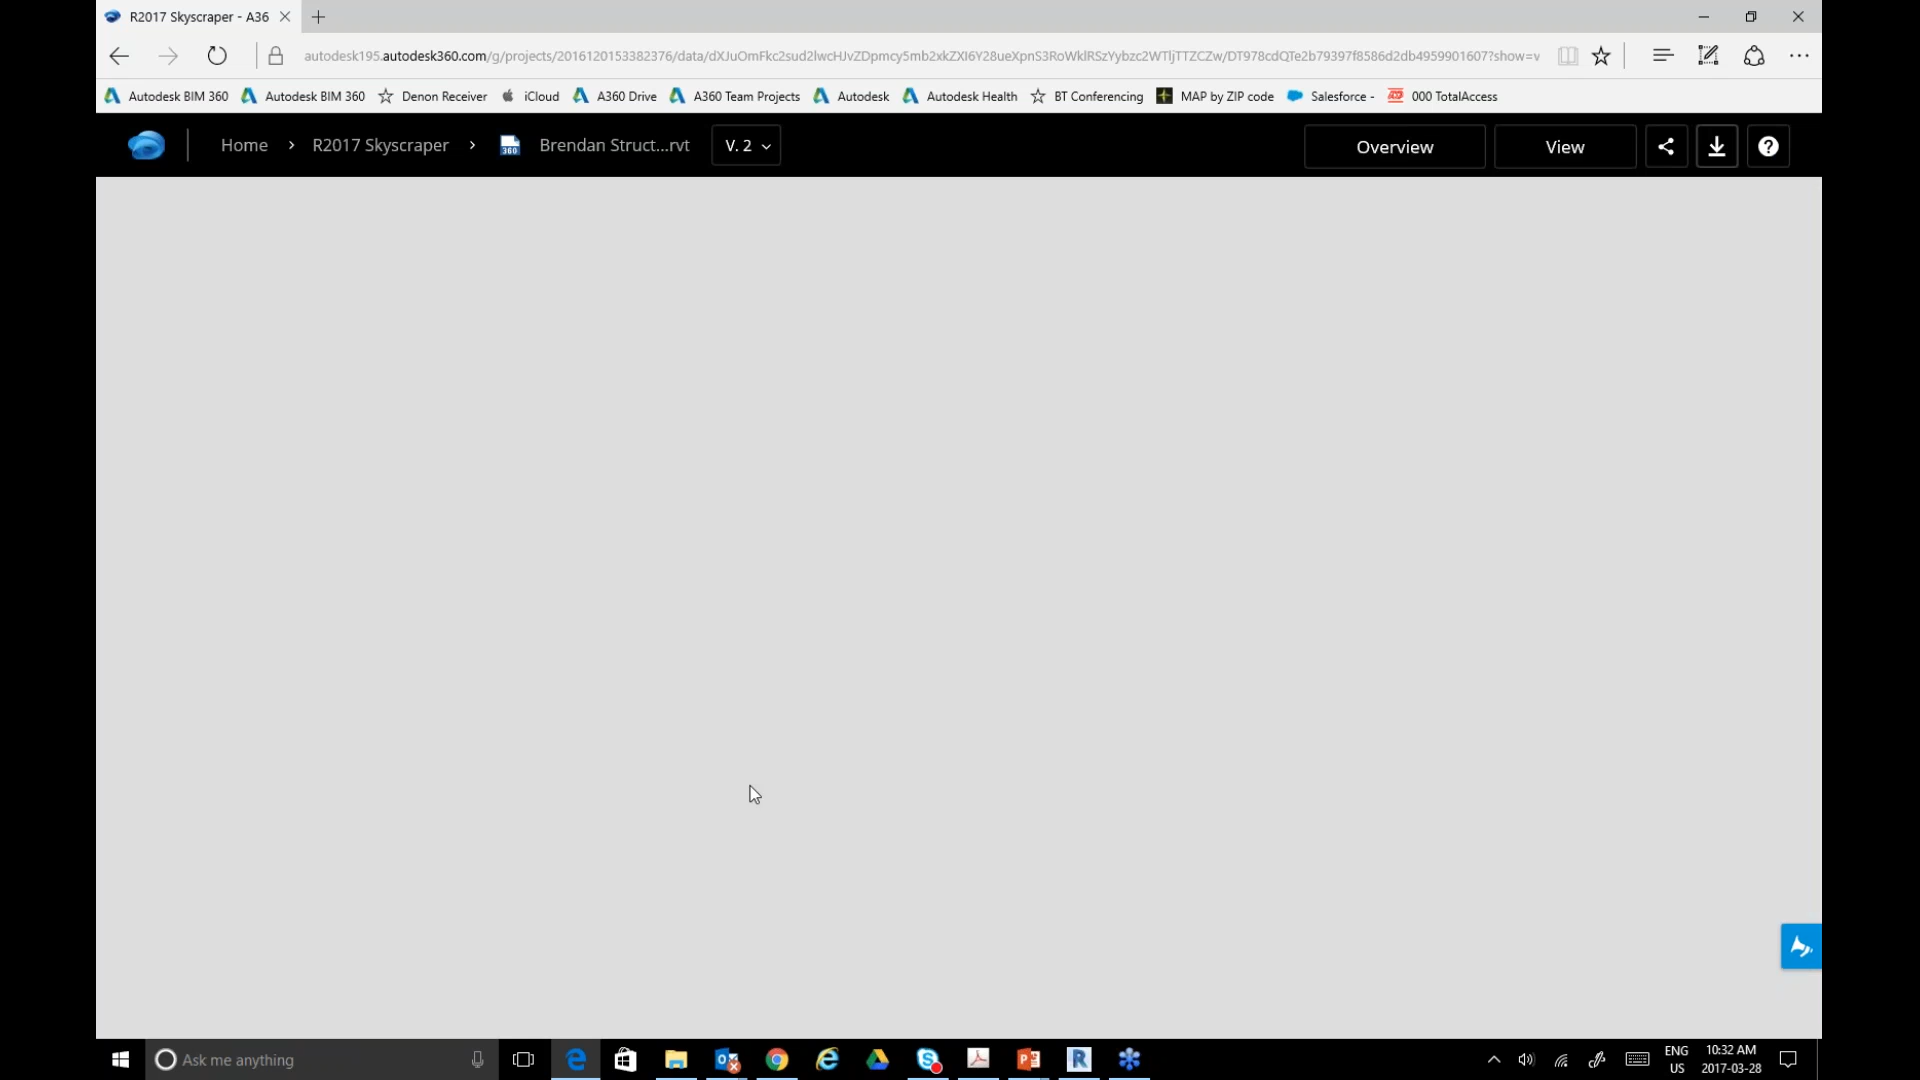 R2017 Skyscraper - A36
autodesk195.autodesk360.com/g/projects/2016120153382376/data/dXJuOmFkc2sud2lwcHJvZDpmcy5mb2xkZXI6Y28ueXpnS3RoWklRSzYybzc2WTljTTZCZw/DT978cdQTe2b79397f8586d2db4959901607?show=v
Autodesk BIM 360 Autodesk BIM 360 Denon Receiver iCloud A360 Drive A360 Team Projects Autodesk Autodesk Health BT Conferencing MAP by ZIP code Salesforce - 000 TotalAccess
Home > R2017 Skyscraper > 360 Brendan Struct...rvt V. 2 Overview View
Ask me anything
ENG 10:32 AM
US 2017-03-28